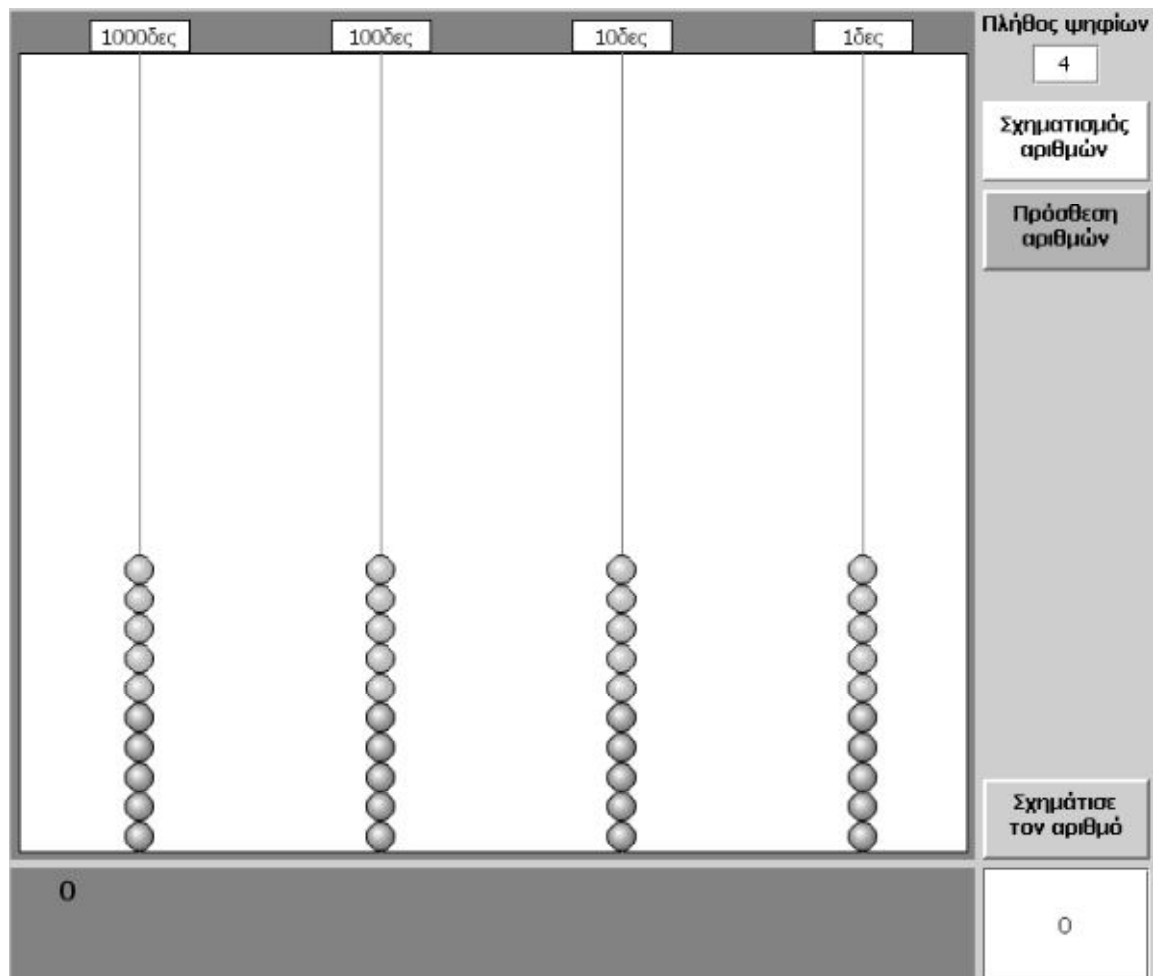 1000δες 100δες 10δες 1δες
Πλήθος ψηφίων
4
Σχηματισμός
αριθμών
Πρόσθεση
αριθμών
Σχημάτισε
τον αριθμό
0
0